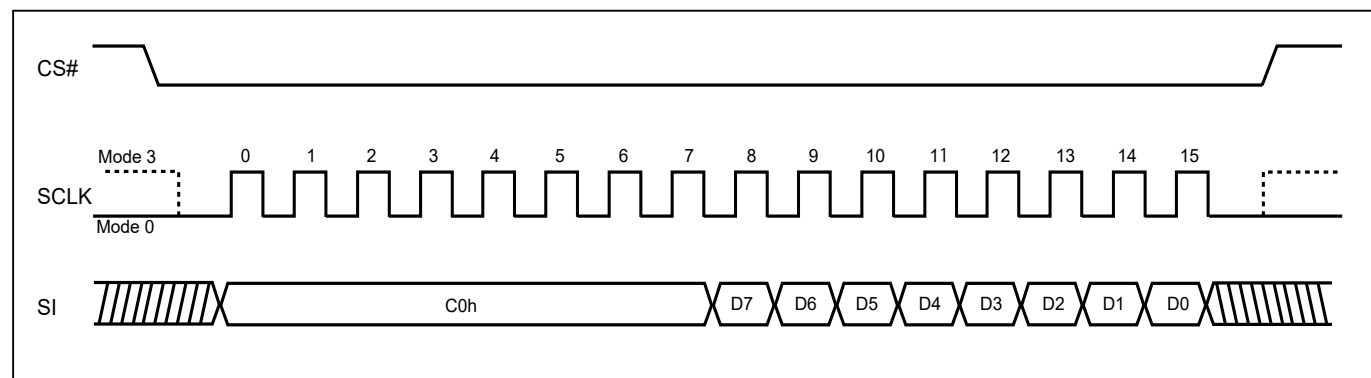 CS#
Mode 3
0 1 2 3 4 5 6 7 8 9 10 11 12 13 14 15
SCLK
Mode 0
SI
C0h D7 D6 D5 D4 D3 D2 D1 D0